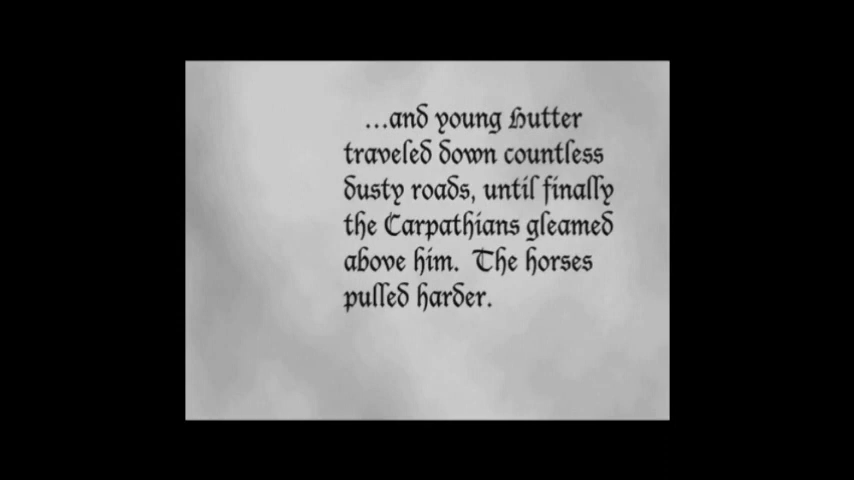 ...and young Hutter
traveled down countless
dusty roads, until finally
the Carpathians gleamed
above him. The horses
pulled harder.